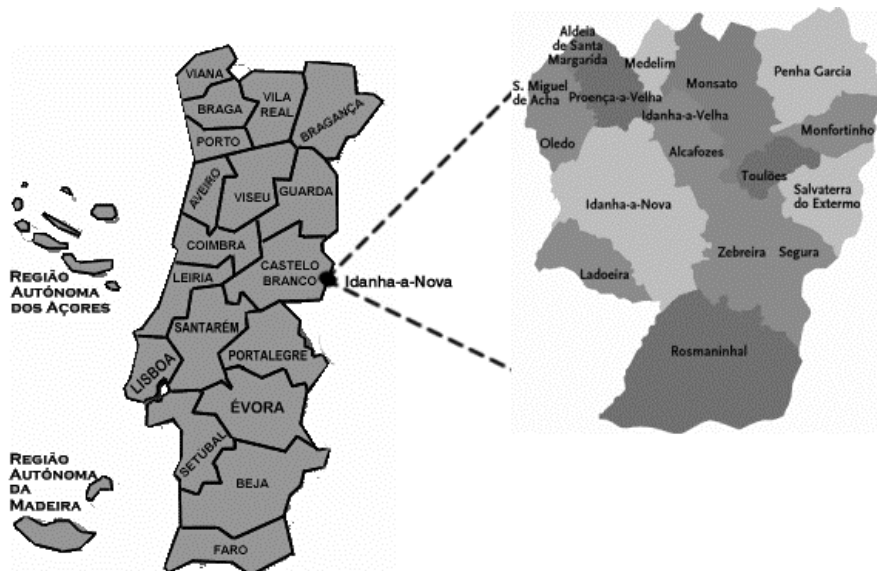 VIANA
BRAGA
VILA
REAL
BRAGANÇA
PORTO
AVEIRO
VISEU
GUARDA
COIMBRA
CASTELO
BRANCO
LEIRIA
SANTARÉM
LISBOA
PORTALEGRE
ÉVORA
SETÚBAL
BEJA
FARO
REGIÃO
AUTÓNOMA
DOS AÇORES
REGIÃO
AUTÓNOMA
DA
MADEIRA
Idanha-a-Nova
Aldeia
de Santa
Margarida
Medelim
Monsato
Penha Garcia
S. Miguel
de Acha
Proença-a-Velha
Idanha-a-Velha
Monfortinho
Oledo
Alcafozes
Toulões
Salvaterra
do Extermo
Idanha-a-Nova
Zebreira
Segura
Ladoeira
Rosmaninhal